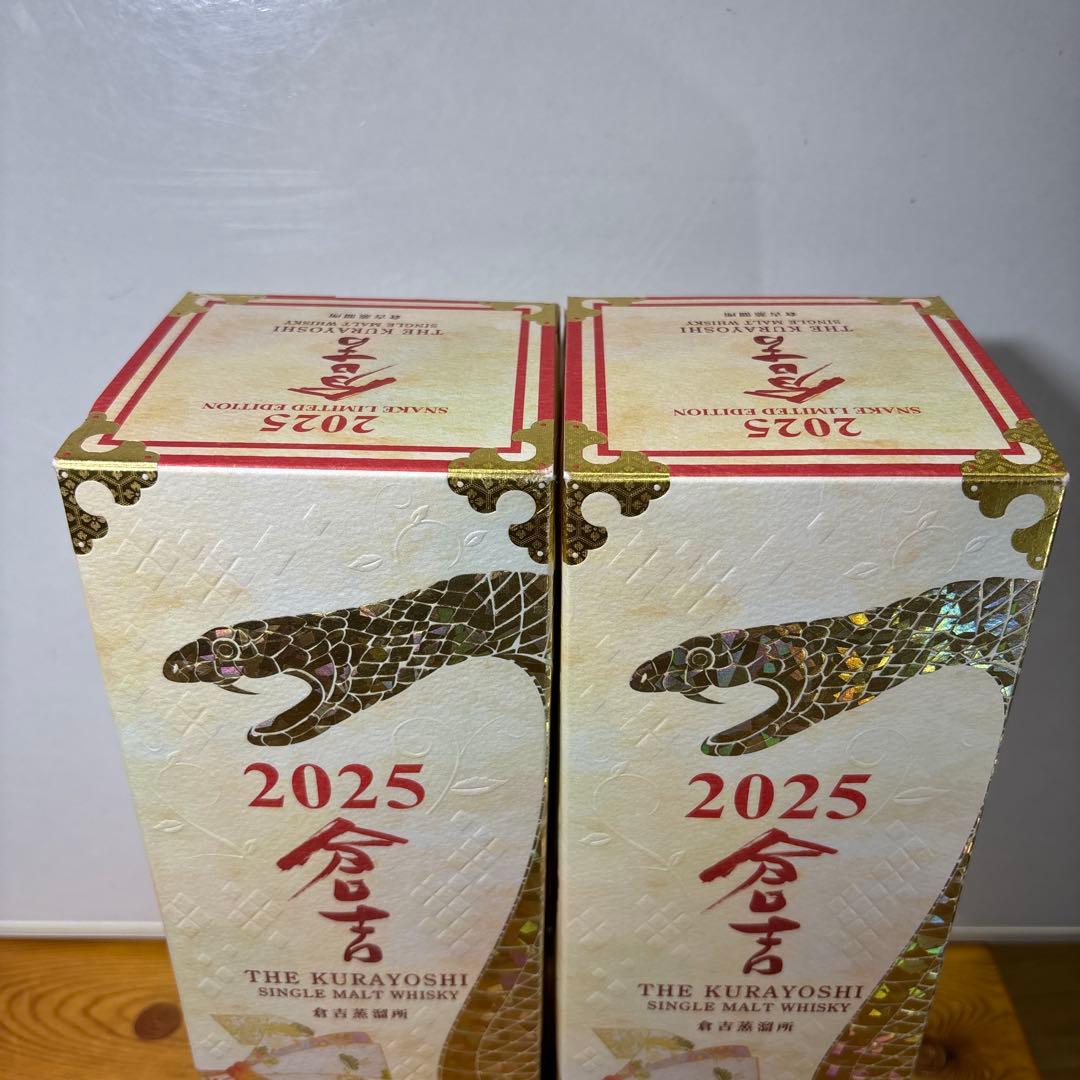 2025
SNAKE LIMITED EDITION
倉吉
THE KURAYOSHI
SINGLE MALT WHISKY
倉吉蒸溜所
2025
SNAKE LIMITED EDITION
倉吉
THE KURAYOSHI
SINGLE MALT WHISKY
倉吉蒸溜所
2025
倉吉
THE KURAYOSHI
SINGLE MALT WHISKY
倉吉蒸溜所
2025
倉吉
THE KURAYOSHI
SINGLE MALT WHISKY
倉吉蒸溜所